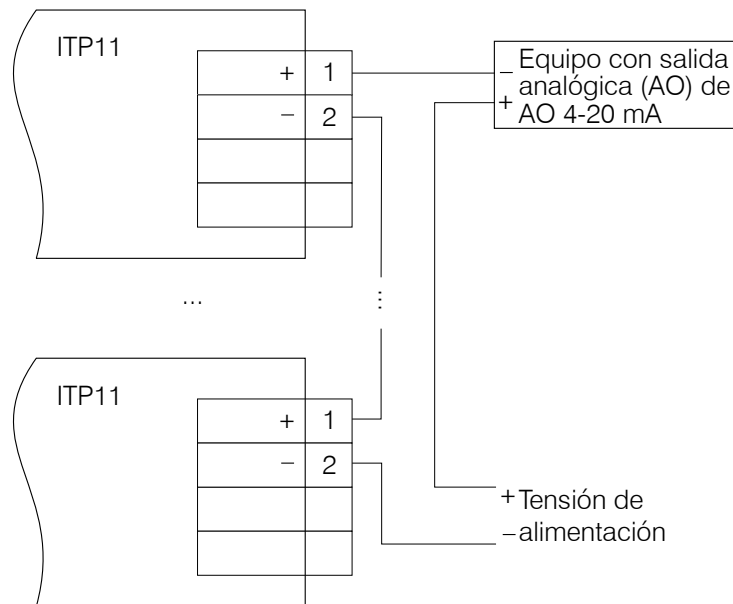 ITP11
+ 1
− 2
− Equipo con salida
analógica (AO) de
+ AO 4-20 mA
...
...
ITP11
+ 1
− 2
+ Tensión de
− alimentación